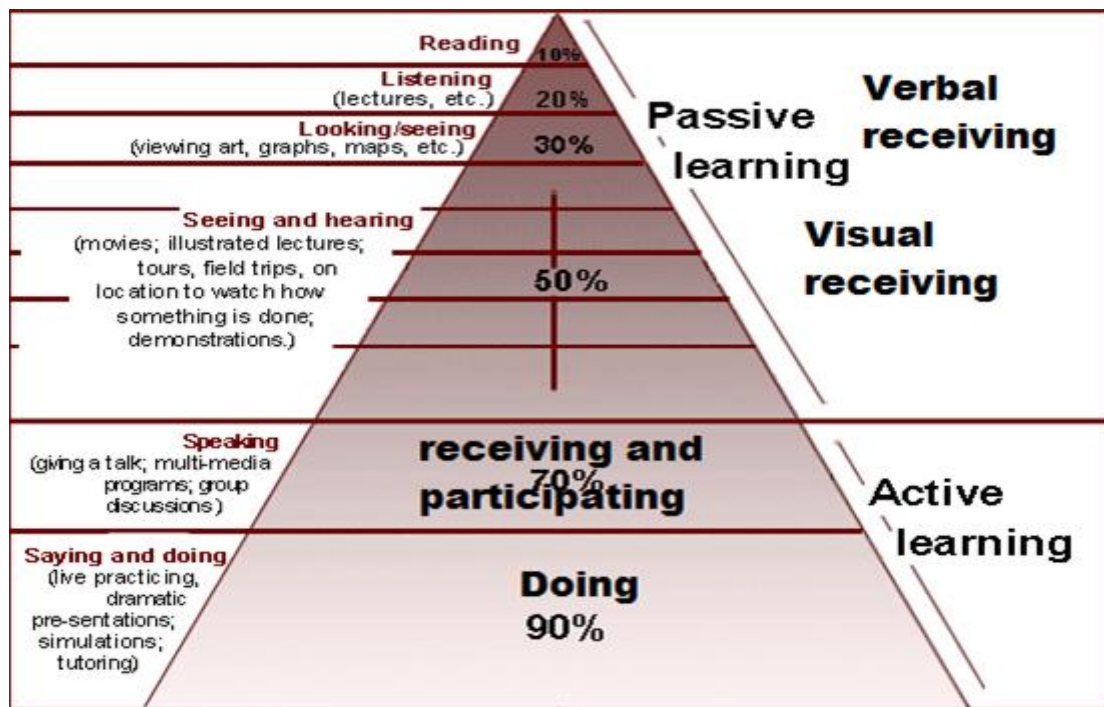 Reading
10%
Listening
(lectures, etc.)
20%
Looking/seeing
(viewing art, graphs, maps, etc.)
30%
Passive
learning
Verbal
receiving
Visual
receiving
Seeing and hearing
(movies; illustrated lectures;
tours, field trips, on
location to watch how
something is done;
demonstrations.)
50%
Speaking
(giving a talk; multi-media
programs; group
discussions)
receiving and
70%
participating
Active
learning
Saying and doing
(live practicing,
dramatic
pre-sentations;
simulations;
tutoring)
Doing
90%